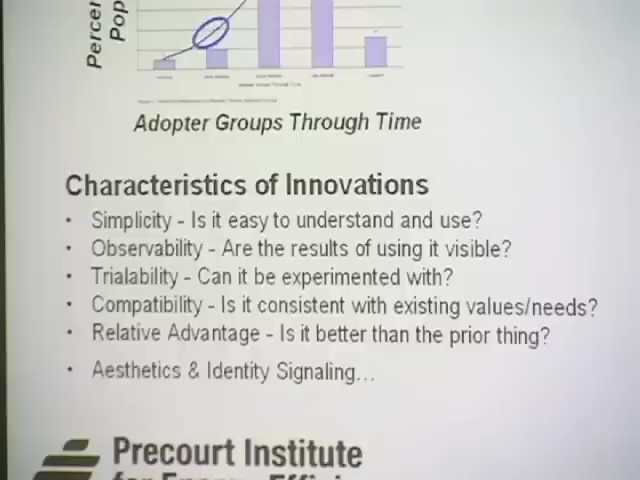 Adopter Groups Through Time
Characteristics of Innovations
• Simplicity - Is it easy to understand and use?
• Observability - Are the results of using it visible?
• Trialability - Can it be experimented with?
• Compatibility - Is it consistent with existing values/needs?
• Relative Advantage - Is it better than the prior thing?
• Aesthetics & Identity Signaling...
Precourt Institute
for Energy